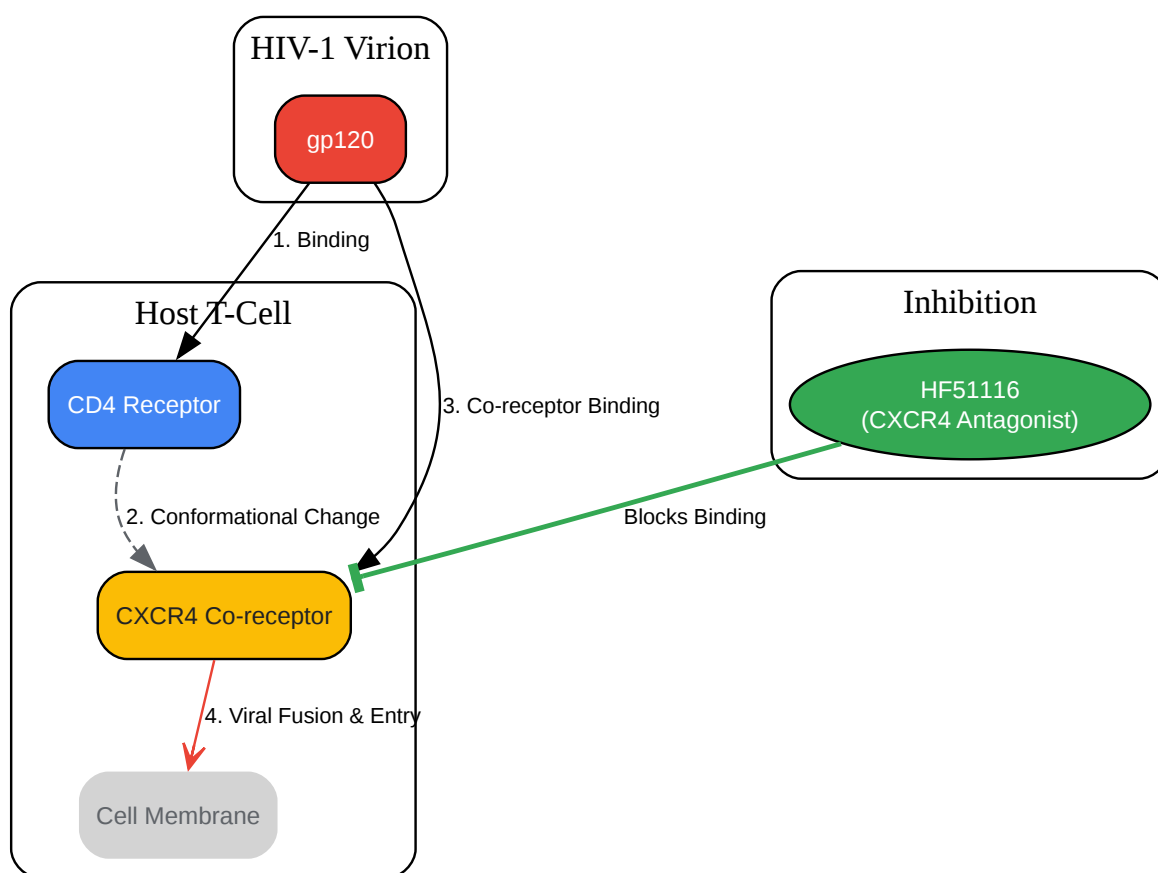 HIV-1 Virion
gp120
1. Binding
Host T-Cell
Inhibition
CD4 Receptor
HF51116
(CXCR4 Antagonist)
3. Co-receptor Binding
2. Conformational Change
Blocks Binding
CXCR4 Co-receptor
4. Viral Fusion & Entry
Cell Membrane